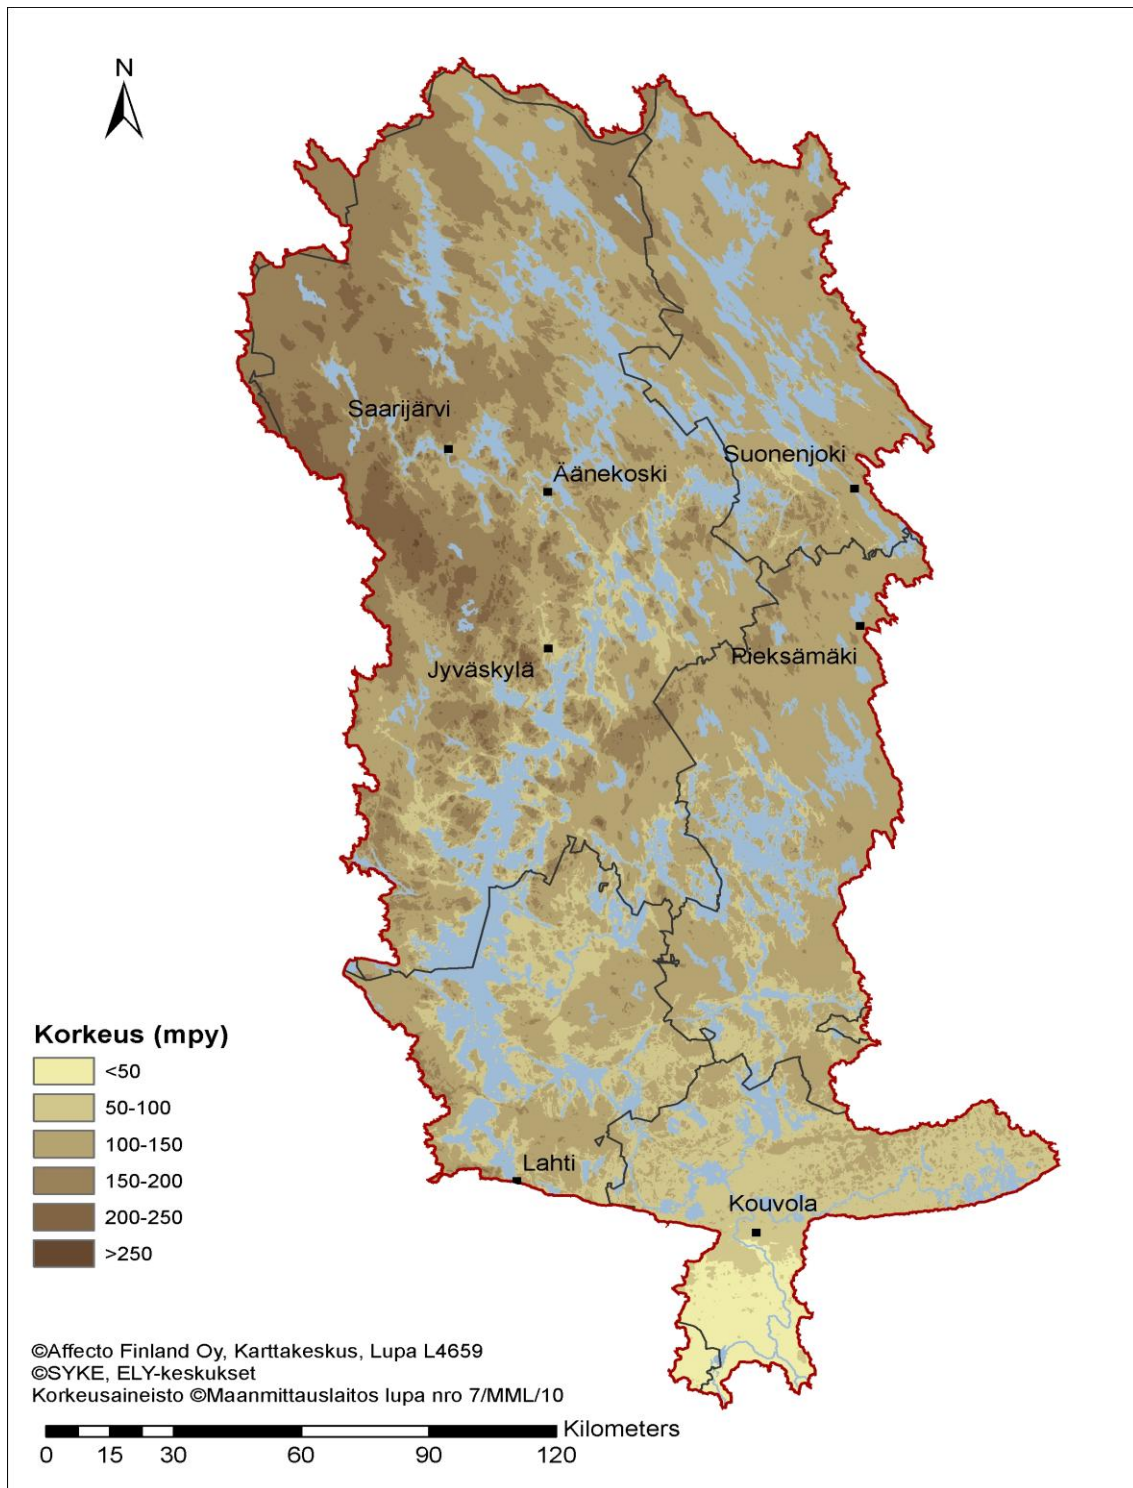 N
Saarijärvi
Suonenjoki
Äänekoski
Pieksämäki
Jyväskylä
Korkeus (mpy)
<50
50-100
100-150
150-200
200-250
>250
Lahti
Kouvola
©Affecto Finland Oy, Karttakeskus, Lupa L4659
©SYKE, ELY-keskukset
Korkeusaineisto ©Maanmittauslaitos lupa nro 7/MML/10
Kilometers
0 15 30 60 90 120